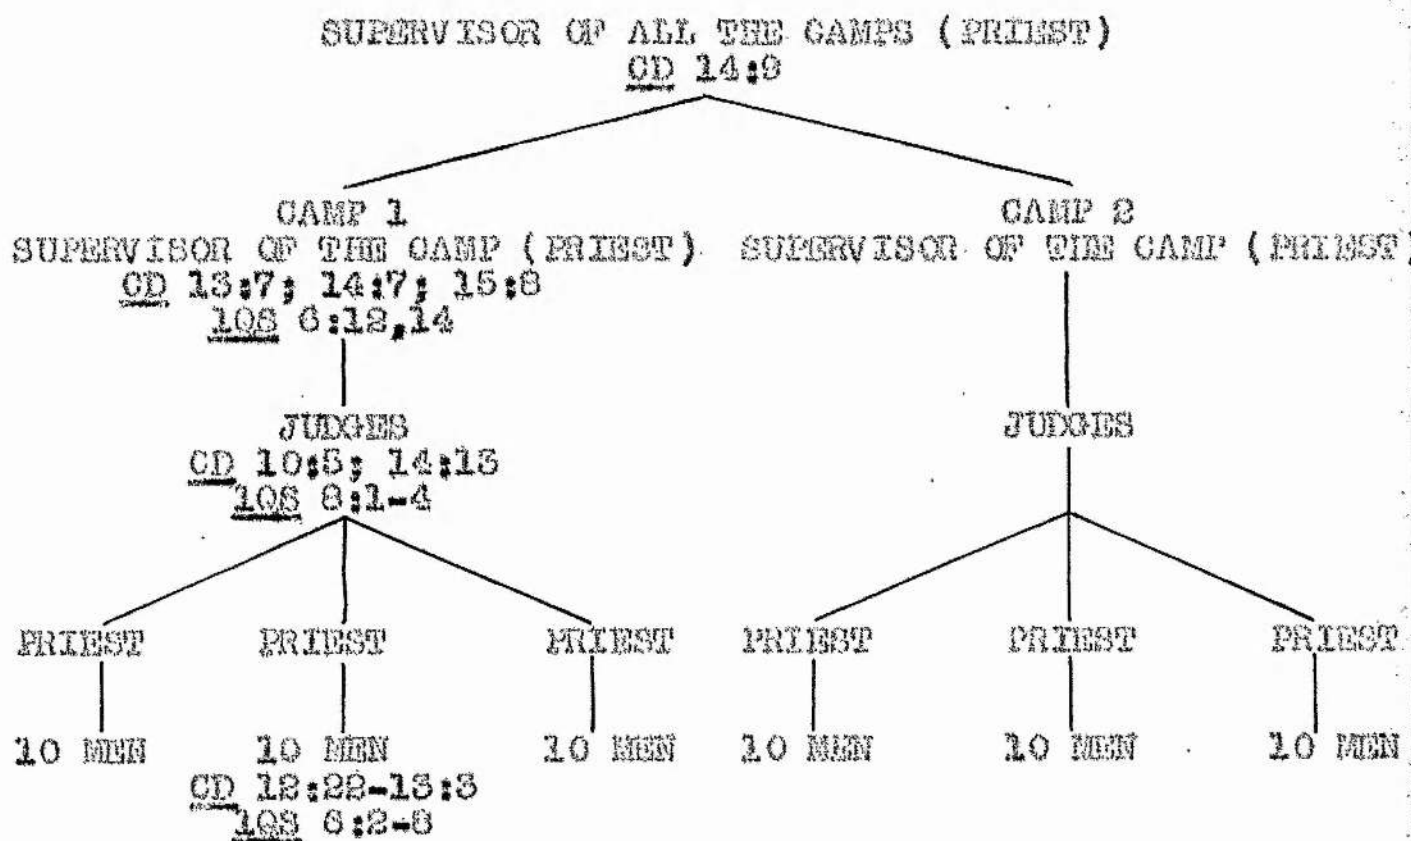 SUPERVISOR OF ALL THE CAMPS (PRIEST)
CD 14:9
CAMP 1 CAMP 2
SUPERVISOR OF THE CAMP (PRIEST) SUPERVISOR OF THE CAMP (PRIEST)
CD 13:7; 14:7; 15:8
1QS 6:12,14
JUDGES JUDGES
CD 10:5; 14:13
1QS 8:1-4
PRIEST PRIEST PRIEST PRIEST PRIEST PRIEST
10 MEN 10 MEN 10 MEN 10 MEN 10 MEN 10 MEN
CD 12:22-13:3
1QS 6:2-8